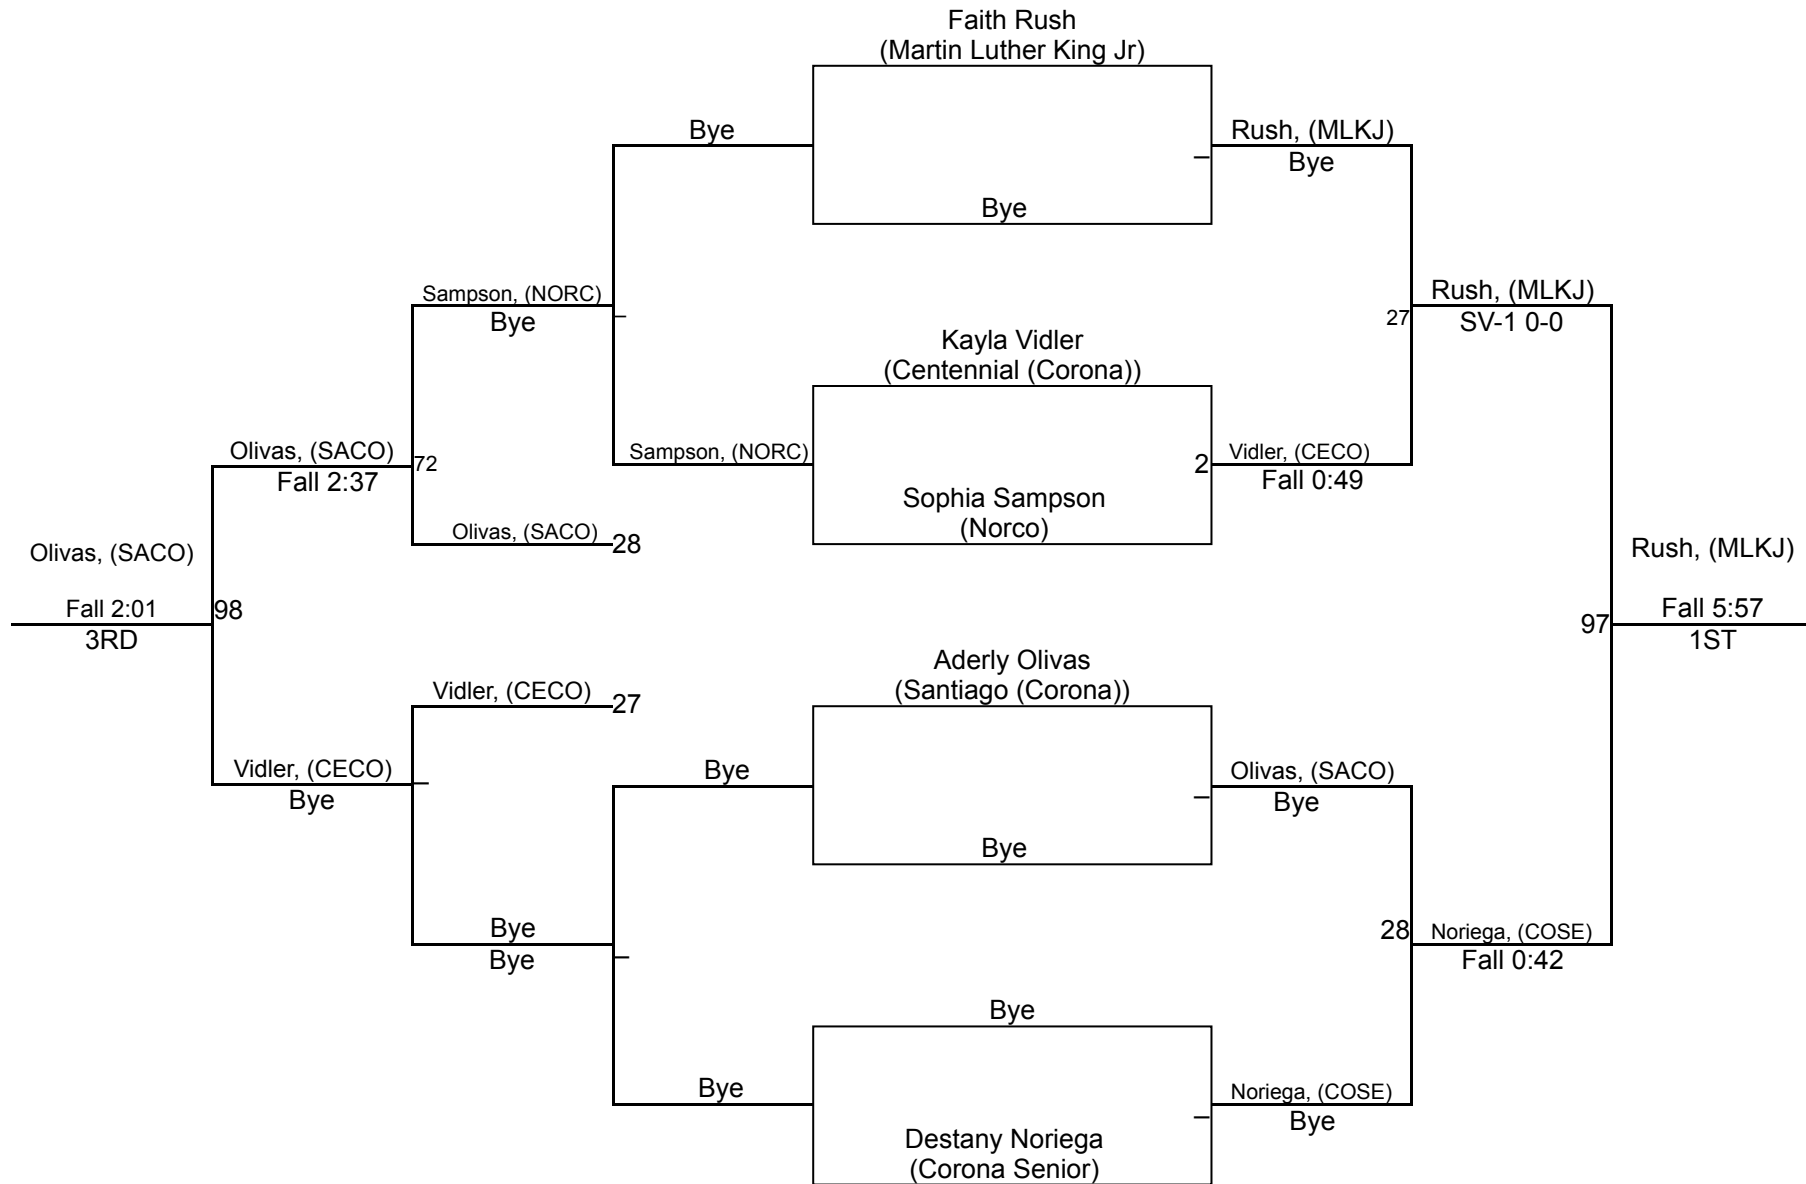 Faith Rush
(Martin Luther King Jr)
Bye
Rush, (MLKJ)
Bye
Bye
Sampson, (NORC)
Bye
Rush, (MLKJ)
27
SV-1 0-0
Kayla Vidler
(Centennial (Corona))
Olivas, (SACO)
72
Fall 2:37
Sampson, (NORC)
2
Vidler, (CECO)
Fall 0:49
Sophia Sampson
(Norco)
Olivas, (SACO)
28
Olivas, (SACO)
Rush, (MLKJ)
Fall 2:01
98
3RD
97
Fall 5:57
1ST
Aderly Olivas
(Santiago (Corona))
Vidler, (CECO)
27
Vidler, (CECO)
Bye
Bye
Olivas, (SACO)
Bye
Bye
Bye
Bye
28
Noriega, (COSE)
Fall 0:42
Bye
Bye
Noriega, (COSE)
Bye
Destany Noriega
(Corona Senior)